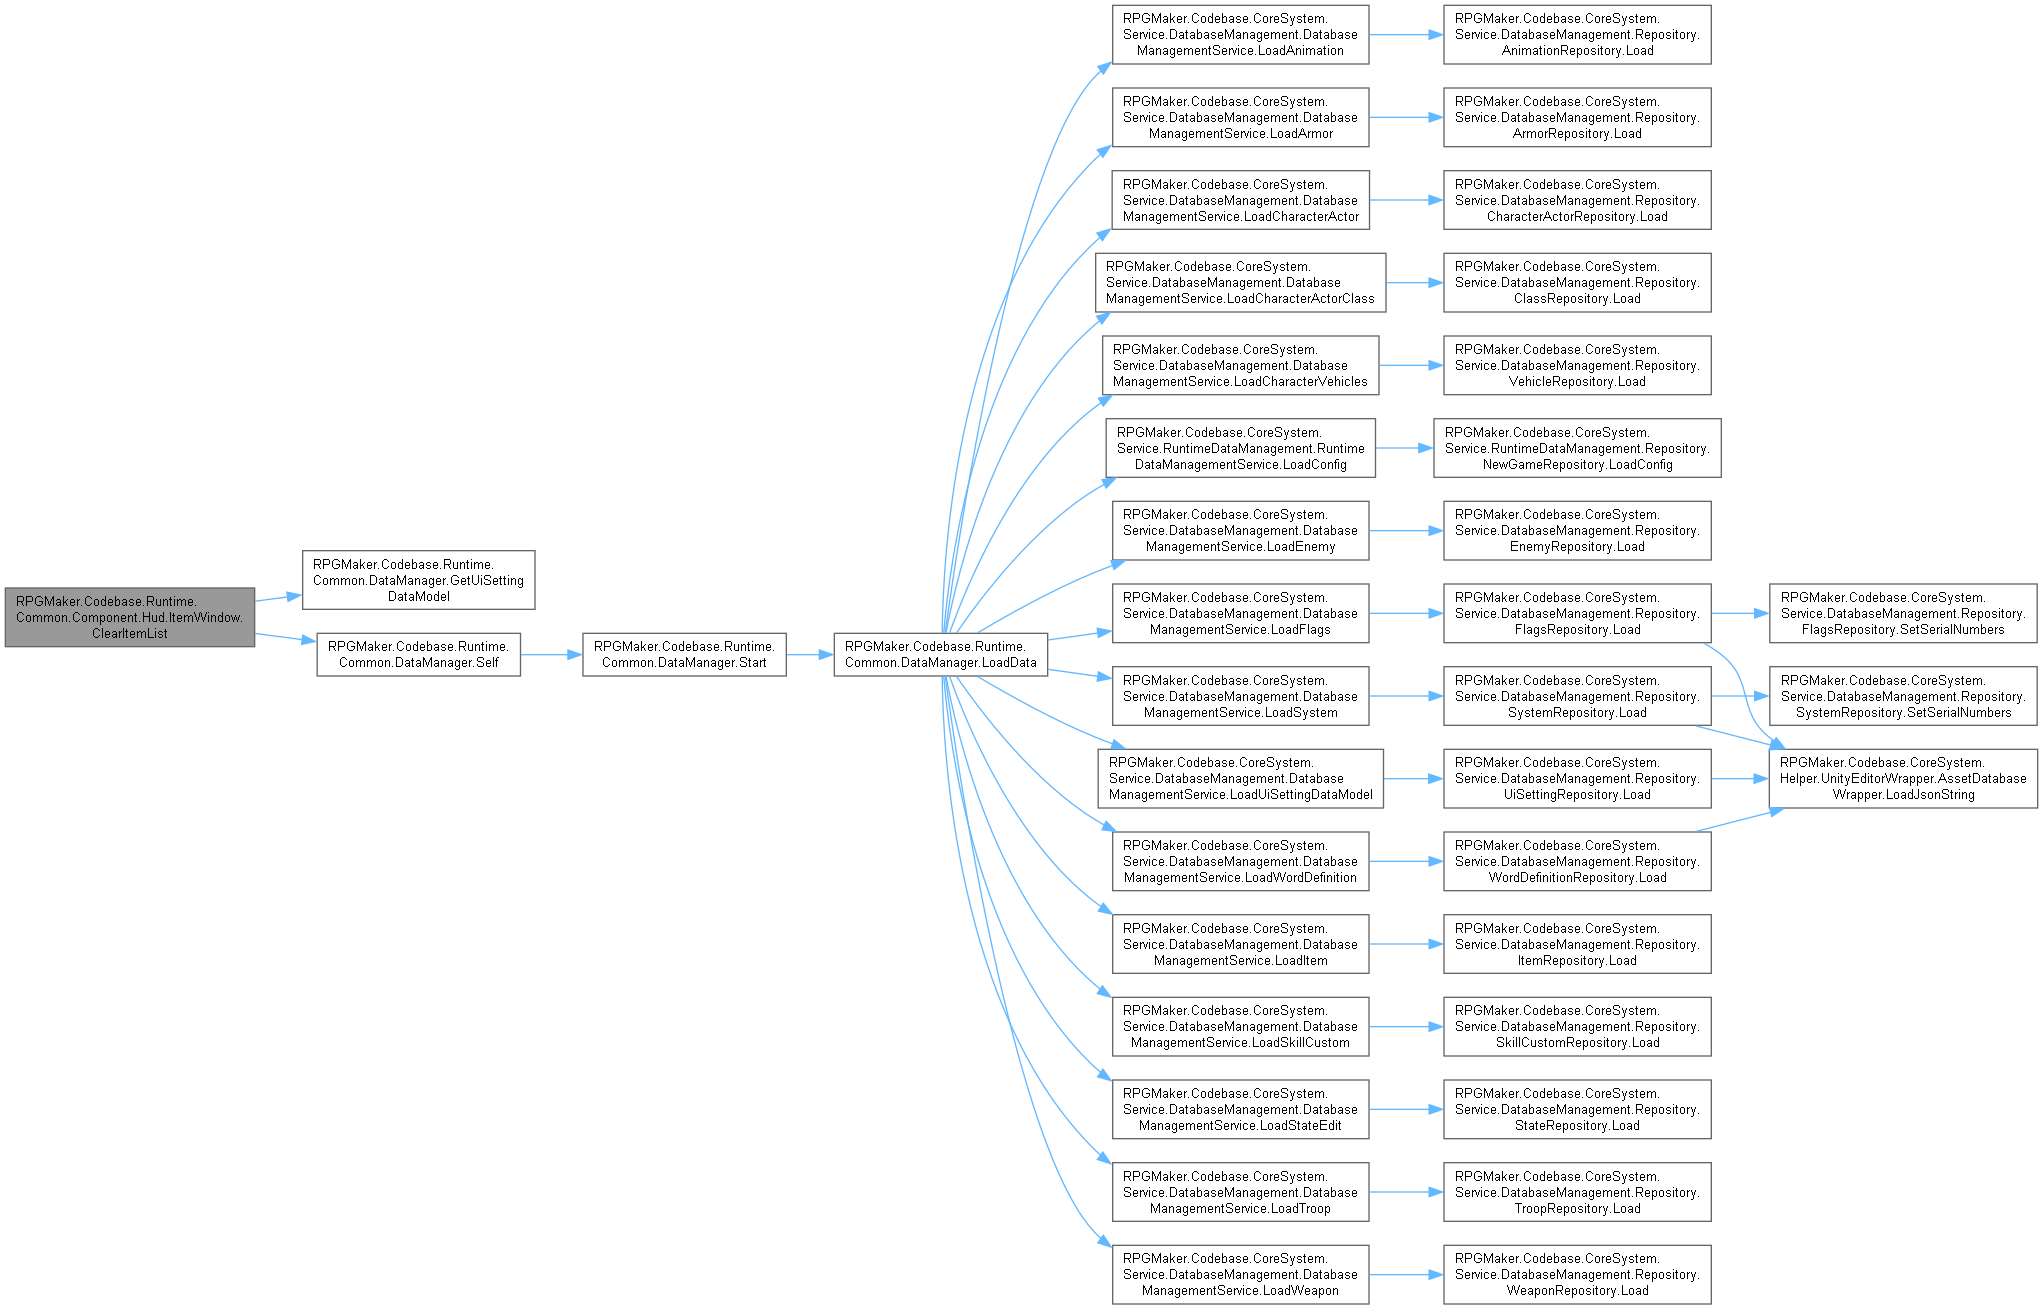 RPGMaker.Codebase.Runtime.
Common.Component.Hud.ItemWindow.
ClearItemList
RPGMaker.Codebase.Runtime.
Common.DataManager.GetUiSetting
DataModel
RPGMaker.Codebase.Runtime.
Common.DataManager.Self
RPGMaker.Codebase.Runtime.
Common.DataManager.Start
RPGMaker.Codebase.Runtime.
Common.DataManager.LoadData
RPGMaker.Codebase.CoreSystem.
Service.DatabaseManagement.Database
ManagementService.LoadAnimation
RPGMaker.Codebase.CoreSystem.
Service.DatabaseManagement.Repository.
AnimationRepository.Load
RPGMaker.Codebase.CoreSystem.
Service.DatabaseManagement.Database
ManagementService.LoadArmor
RPGMaker.Codebase.CoreSystem.
Service.DatabaseManagement.Repository.
ArmorRepository.Load
RPGMaker.Codebase.CoreSystem.
Service.DatabaseManagement.Database
ManagementService.LoadCharacterActor
RPGMaker.Codebase.CoreSystem.
Service.DatabaseManagement.Repository.
CharacterActorRepository.Load
RPGMaker.Codebase.CoreSystem.
Service.DatabaseManagement.Database
ManagementService.LoadCharacterActorClass
RPGMaker.Codebase.CoreSystem.
Service.DatabaseManagement.Repository.
ClassRepository.Load
RPGMaker.Codebase.CoreSystem.
Service.DatabaseManagement.Database
ManagementService.LoadCharacterVehicles
RPGMaker.Codebase.CoreSystem.
Service.DatabaseManagement.Repository.
VehicleRepository.Load
RPGMaker.Codebase.CoreSystem.
Service.RuntimeDataManagement.Runtime
DataManagementService.LoadConfig
RPGMaker.Codebase.CoreSystem.
Service.RuntimeDataManagement.Repository.
NewGameRepository.LoadConfig
RPGMaker.Codebase.CoreSystem.
Service.DatabaseManagement.Database
ManagementService.LoadEnemy
RPGMaker.Codebase.CoreSystem.
Service.DatabaseManagement.Repository.
EnemyRepository.Load
RPGMaker.Codebase.CoreSystem.
Service.DatabaseManagement.Database
ManagementService.LoadFlags
RPGMaker.Codebase.CoreSystem.
Service.DatabaseManagement.Repository.
FlagsRepository.Load
RPGMaker.Codebase.CoreSystem.
Service.DatabaseManagement.Repository.
FlagsRepository.SetSerialNumbers
RPGMaker.Codebase.CoreSystem.
Service.DatabaseManagement.Database
ManagementService.LoadSystem
RPGMaker.Codebase.CoreSystem.
Service.DatabaseManagement.Repository.
SystemRepository.Load
RPGMaker.Codebase.CoreSystem.
Service.DatabaseManagement.Repository.
SystemRepository.SetSerialNumbers
RPGMaker.Codebase.CoreSystem.
Service.DatabaseManagement.Database
ManagementService.LoadUiSettingDataModel
RPGMaker.Codebase.CoreSystem.
Service.DatabaseManagement.Repository.
UiSettingRepository.Load
RPGMaker.Codebase.CoreSystem.
Helper.UnityEditorWrapper.AssetDatabase
Wrapper.LoadJsonString
RPGMaker.Codebase.CoreSystem.
Service.DatabaseManagement.Database
ManagementService.LoadWordDefinition
RPGMaker.Codebase.CoreSystem.
Service.DatabaseManagement.Repository.
WordDefinitionRepository.Load
RPGMaker.Codebase.CoreSystem.
Service.DatabaseManagement.Database
ManagementService.LoadItem
RPGMaker.Codebase.CoreSystem.
Service.DatabaseManagement.Repository.
ItemRepository.Load
RPGMaker.Codebase.CoreSystem.
Service.DatabaseManagement.Database
ManagementService.LoadSkillCustom
RPGMaker.Codebase.CoreSystem.
Service.DatabaseManagement.Repository.
SkillCustomRepository.Load
RPGMaker.Codebase.CoreSystem.
Service.DatabaseManagement.Database
ManagementService.LoadStateEdit
RPGMaker.Codebase.CoreSystem.
Service.DatabaseManagement.Repository.
StateRepository.Load
RPGMaker.Codebase.CoreSystem.
Service.DatabaseManagement.Database
ManagementService.LoadTroop
RPGMaker.Codebase.CoreSystem.
Service.DatabaseManagement.Repository.
TroopRepository.Load
RPGMaker.Codebase.CoreSystem.
Service.DatabaseManagement.Database
ManagementService.LoadWeapon
RPGMaker.Codebase.CoreSystem.
Service.DatabaseManagement.Repository.
WeaponRepository.Load